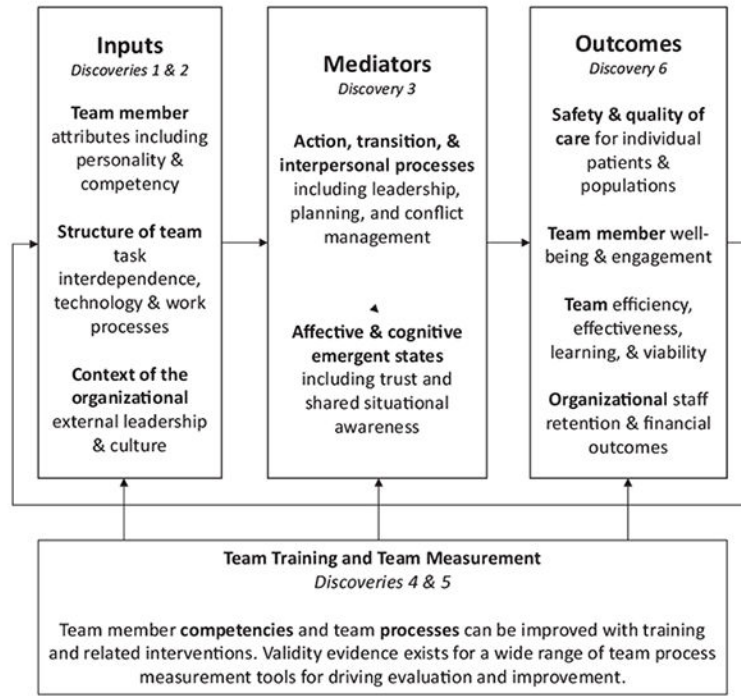 Inputs
Discoveries 1 & 2
Team member
attributes including
personality &
competency
Structure of team
task
interdependence,
technology & work
processes
Context of the
organizational
external leadership
& culture
Mediators
Discovery 3
Action, transition, &
interpersonal processes
including leadership,
planning, and conflict
management
Affective & cognitive
emergent states
including trust and
shared situational
awareness
Outcomes
Discovery 6
Safety & quality of
care for individual
patients &
populations
Team member well-
being & engagement
Team efficiency,
effectiveness,
learning, & viability
Organizational staff
retention & financial
outcomes
Team Training and Team Measurement
Discoveries 4 & 5
Team member competencies and team processes can be improved with training
and related interventions. Validity evidence exists for a wide range of team process
measurement tools for driving evaluation and improvement.